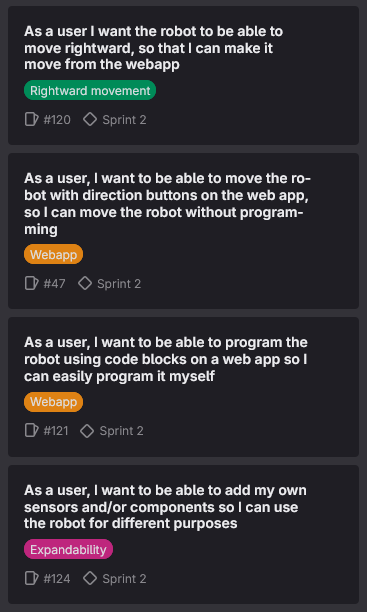 As a user I want the robot to be able to
move rightward, so that I can make it
move from the webapp
Rightward movement
#120 Sprint 2
As a user, I want to be able to move the ro-
bot with direction buttons on the web app,
so I can move the robot without program-
ming
Webapp
#47 Sprint 2
As a user, I want to be able to program the
robot using code blocks on a web app so I
can easily program it myself
Webapp
#121 Sprint 2
As a user, I want to be able to add my own
sensors and/or components so I can use
the robot for different purposes
Expandability
#124 Sprint 2